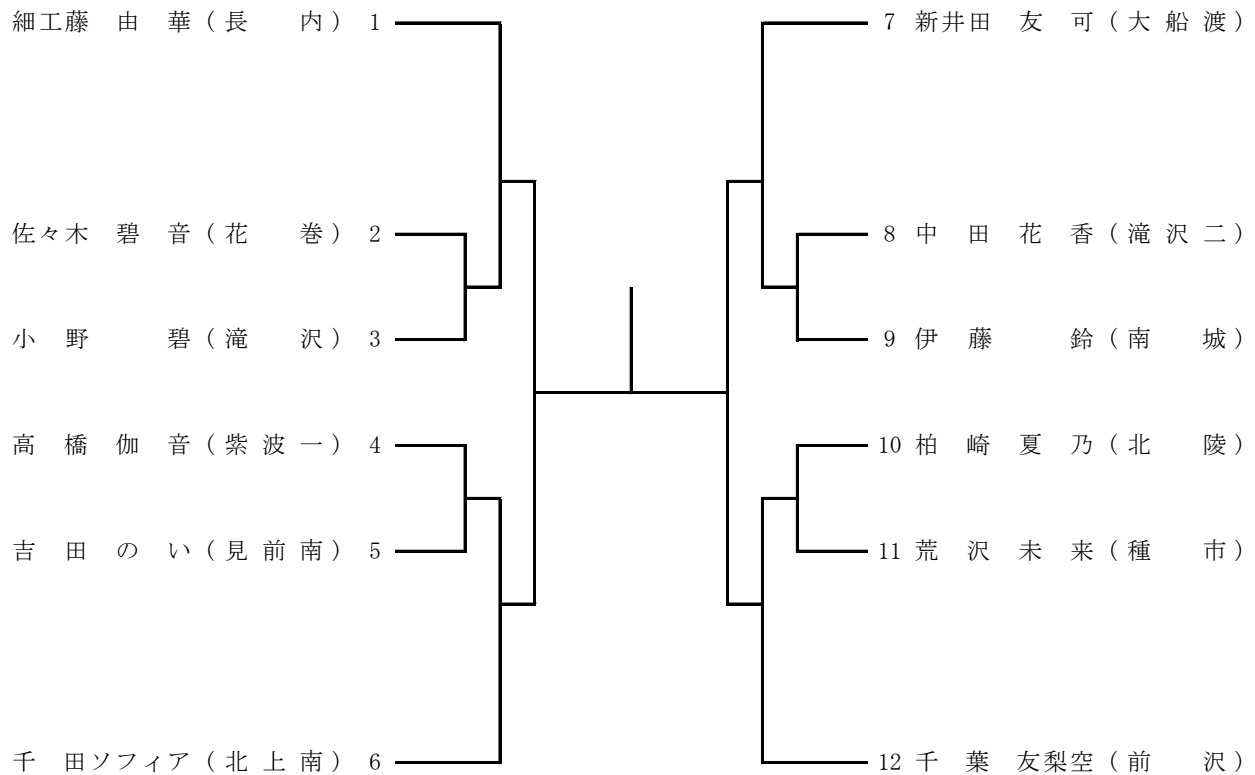 細工藤 由 華 ( 長 内 ) 1
佐々木 碧 音 ( 花 巻 ) 2
小 野 碧 ( 滝 沢 ) 3
高 橋 伽 音 ( 紫 波 一 ) 4
吉 田 の い ( 見 前 南 ) 5
千 田ソフィア ( 北 上 南 ) 6
7 新井田 友 可 ( 大 船 渡 )
8 中 田 花 香 ( 滝 沢 二 )
9 伊 藤 鈴 ( 南 城 )
10 柏 崎 夏 乃 ( 北 陵 )
11 荒 沢 未 来 ( 種 市 )
12 千 葉 友梨空 ( 前 沢 )